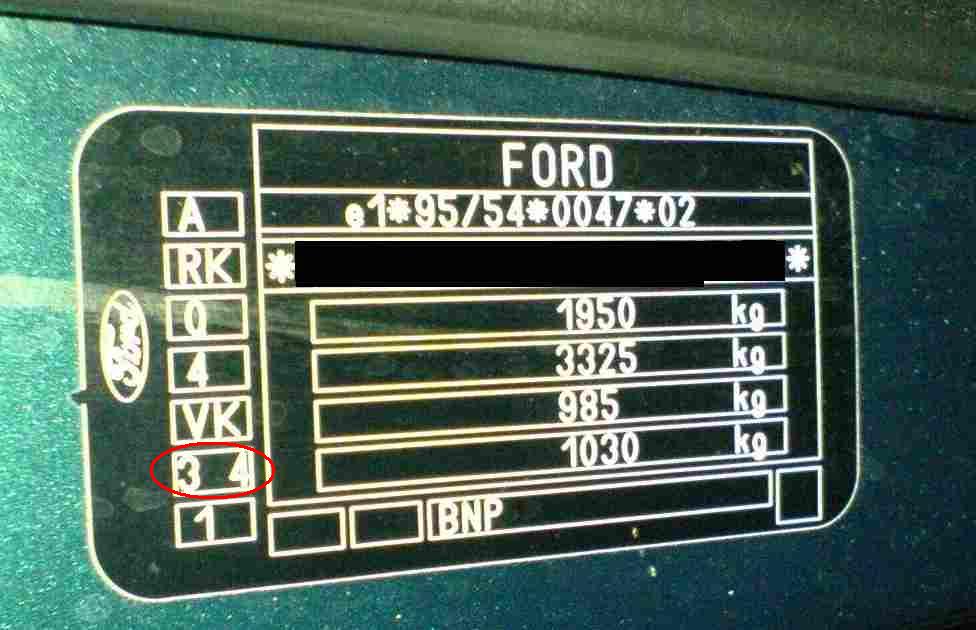 FORD
e1*95/54*0047*02
* *
1950 kg
3325 kg
985 kg
1030 kg
BNP
A
RK
0
4
VK
3 4
1
Ford